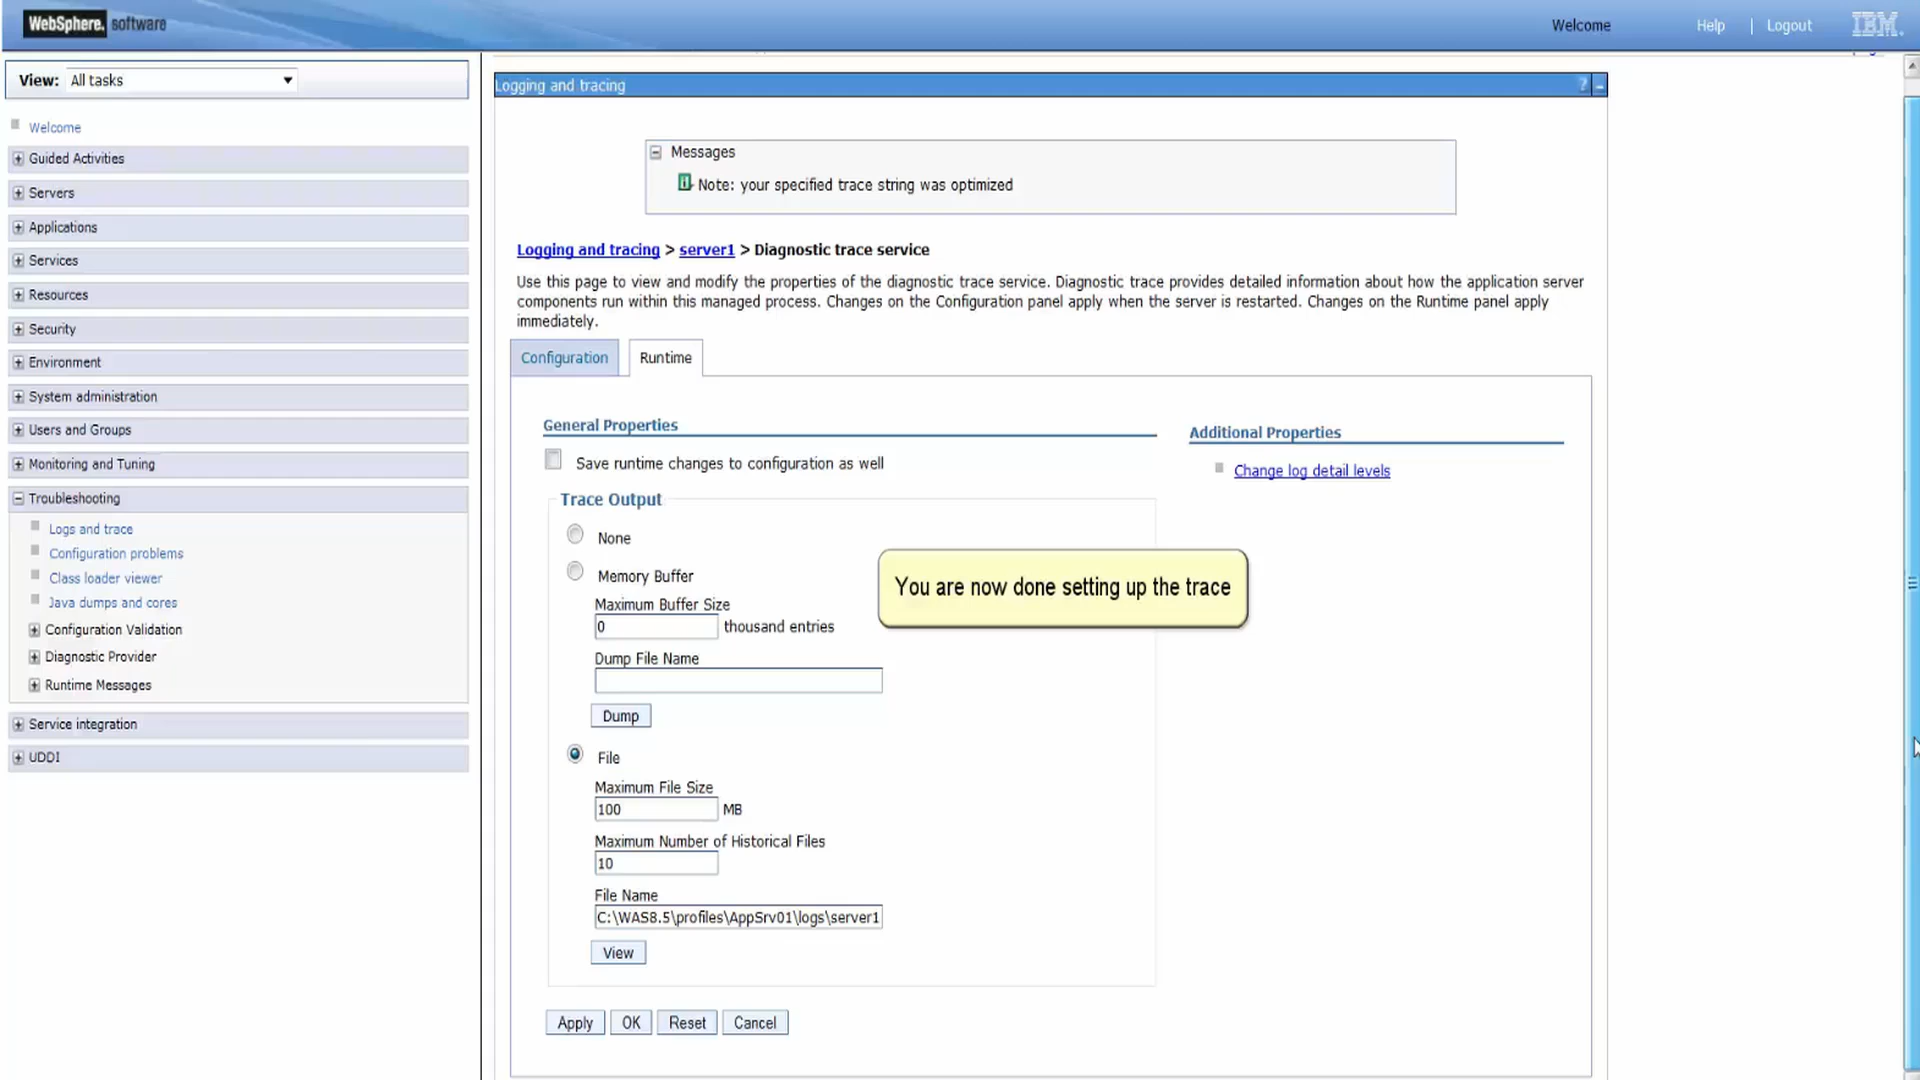 WebSphere. software
Welcome
Help | Logout
IBM.
View: All tasks
Welcome
Guided Activities
Servers
Applications
Services
Resources
Security
Environment
System administration
Users and Groups
Monitoring and Tuning
Troubleshooting
Logs and trace
Configuration problems
Class loader viewer
Java dumps and cores
Configuration Validation
Diagnostic Provider
Runtime Messages
Service integration
UDDI
Logging and tracing
?
Messages
Note: your specified trace string was optimized
Logging and tracing > server1 > Diagnostic trace service
Use this page to view and modify the properties of the diagnostic trace service. Diagnostic trace provides detailed information about how the application server
components run within this managed process. Changes on the Configuration panel apply when the server is restarted. Changes on the Runtime panel apply
immediately.
Configuration
Runtime
General Properties
Save runtime changes to configuration as well
Trace Output
None
Memory Buffer
Maximum Buffer Size
0 thousand entries
Dump File Name
Dump
File
Maximum File Size
100 MB
Maximum Number of Historical Files
10
File Name
C:\WAS8.5\profiles\AppSrv01\logs\server1
View
Apply
OK
Reset
Cancel
Additional Properties
Change log detail levels
You are now done setting up the trace